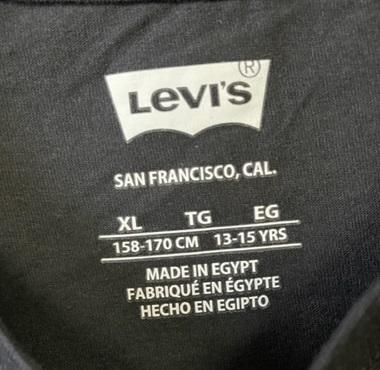 Levi's ®
SAN FRANCISCO, CAL.
XL TG EG
158-170 CM 13-15 YRS
MADE IN EGYPT
FABRIQUÉ EN ÉGYPTE
HECHO EN EGIPTO